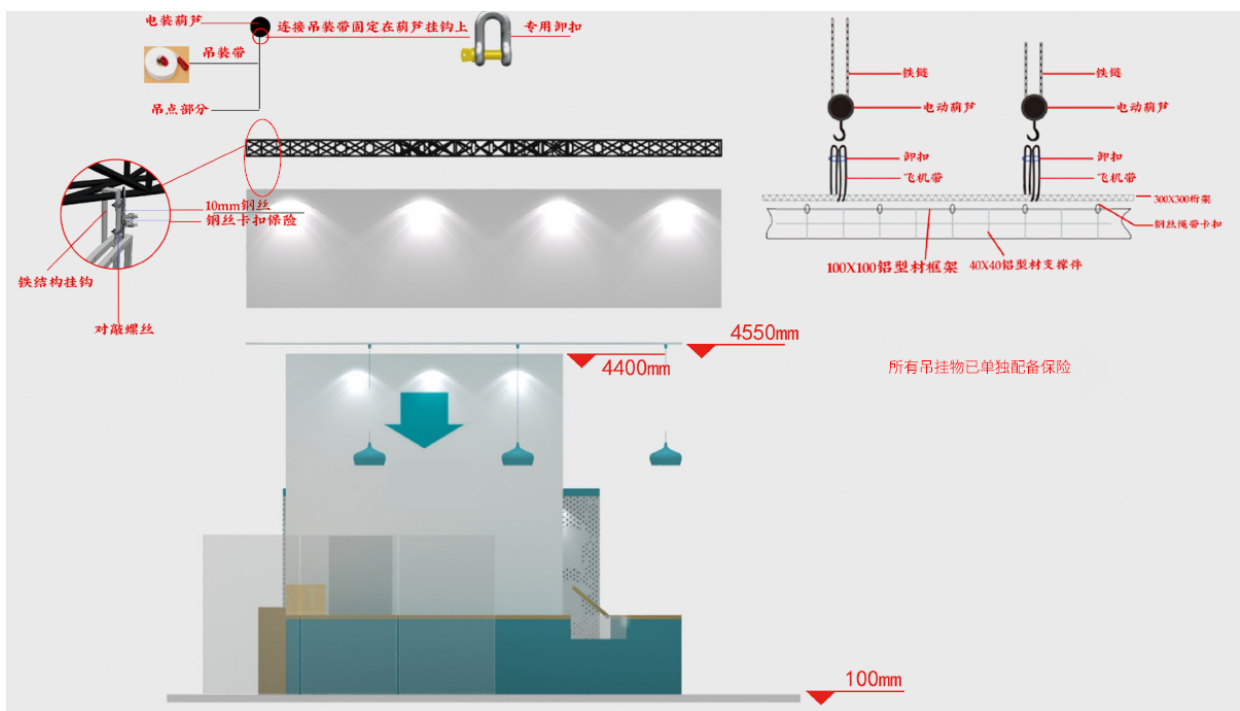 电装葫芦
连接吊装带固定在葫芦挂钩上
专用卸扣
吊装带
吊点部分
10mm钢丝
钢丝卡扣保险
铁结构挂钩
对敲螺丝
铁链
铁链
电动葫芦
电动葫芦
卸扣
卸扣
飞机带
飞机带
300X300桁架
钢丝绳带卡扣
100X100铝型材框架
40X40铝型材支撑件
4550mm
4400mm
所有吊挂物已单独配备保险
100mm